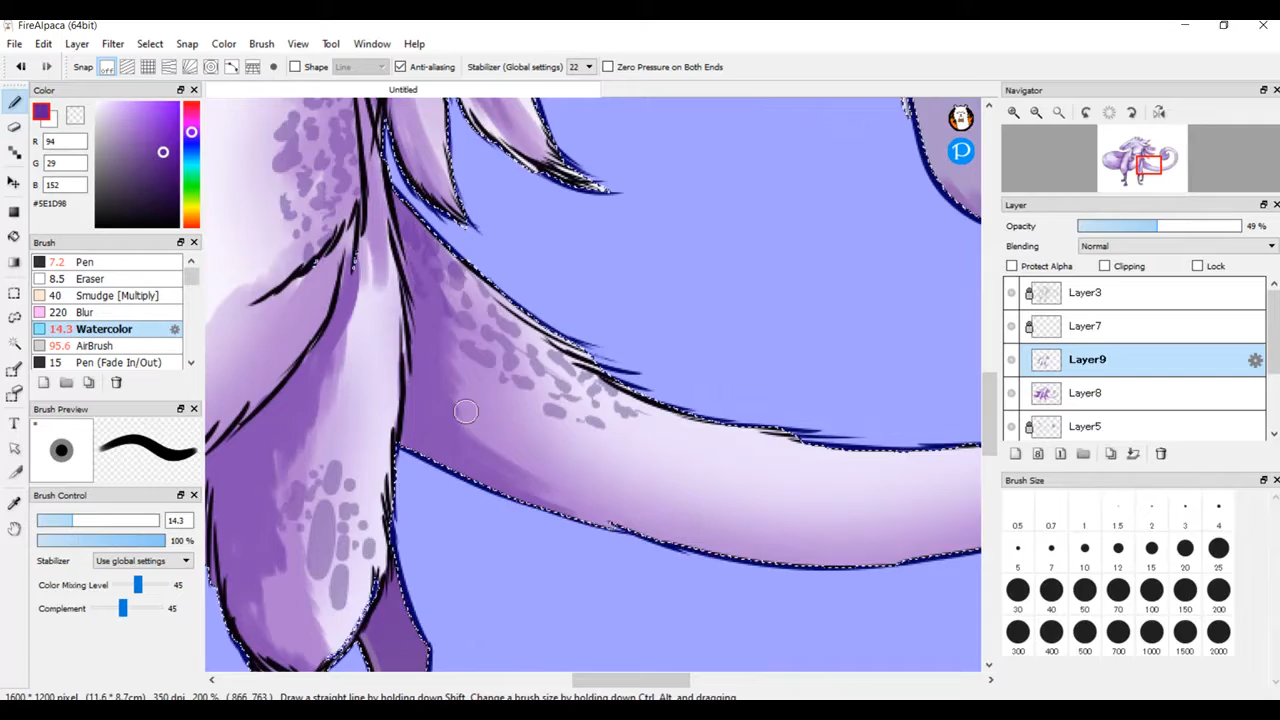 FireAlpaca (64bit)
File Edit Layer Filter Select Snap Color Brush View Tool Window Help
Snap off Shape Line Anti-aliasing Stabilizer (Global settings) 22 Zero Pressure on Both Ends
Color
Untitled
Navigator
R 94
G 29
B 152
#5E1D98
Layer
Opacity 49 %
Blending Normal
Protect Alpha Clipping Lock
Brush
7.2 Pen
8.5 Eraser
40 Smudge [Multiply]
220 Blur
14.3 Watercolor
95.6 AirBrush
15 Pen (Fade In/Out)
Layer3
Layer7
Layer9
Layer8
Layer5
Brush Preview
Brush Control
14.3
100 %
Stabilizer Use global settings
Color Mixing Level 45
Complement 45
Brush Size
0.5 0.7 1 1.5 2 3 4
5 7 10 12 15 20 25
30 40 50 70 100 150 200
300 400 500 700 1000 1500 2000
1600 * 1200 pixel (11.6 * 8.7cm) 350 dpi 200 % ( 866, 763 ) Draw a straight line by holding down Shift, Change a brush size by holding down Ctrl, Alt, and dragging